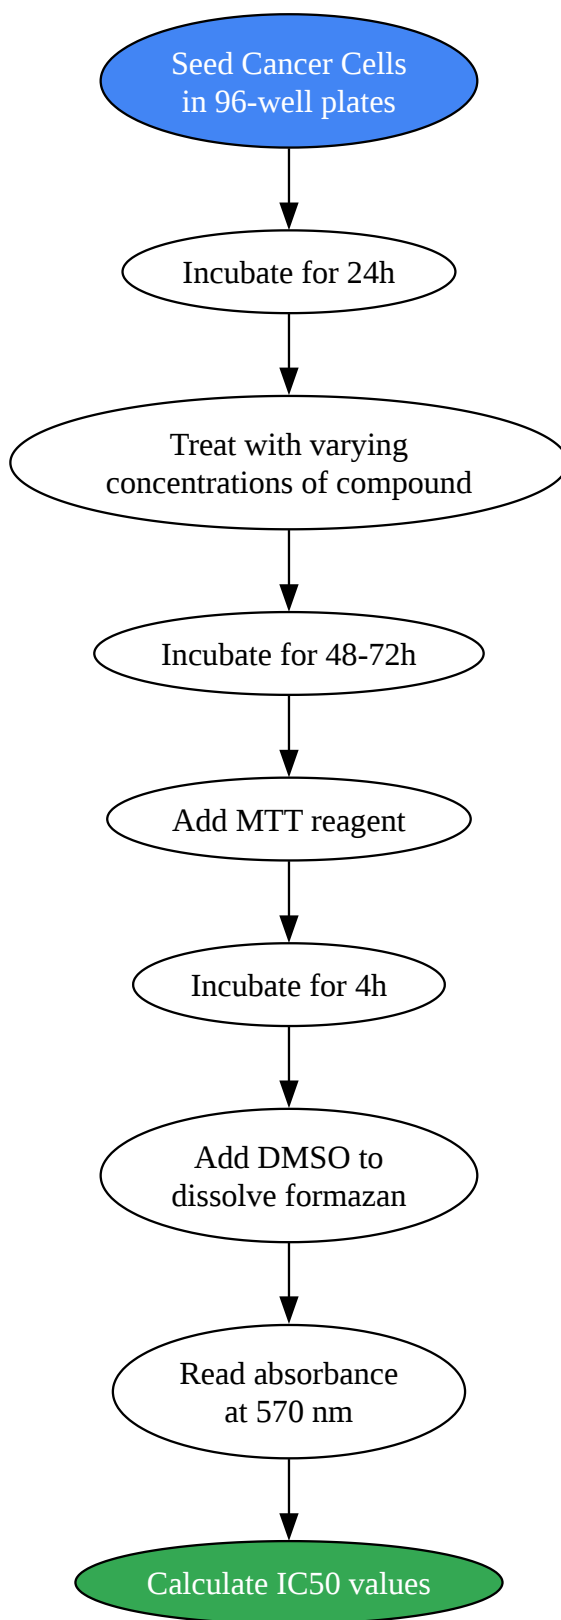 Seed Cancer Cells
in 96-well plates
Incubate for 24h
Treat with varying
concentrations of compound
Incubate for 48-72h
Add MTT reagent
Incubate for 4h
Add DMSO to
dissolve formazan
Read absorbance
at 570 nm
Calculate IC50 values